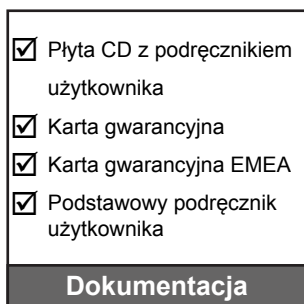 Płyta CD z podręcznikiem
użytkownika
Karta gwarancyjna
Karta gwarancyjna EMEA
Podstawowy podręcznik
użytkownika
Dokumentacja